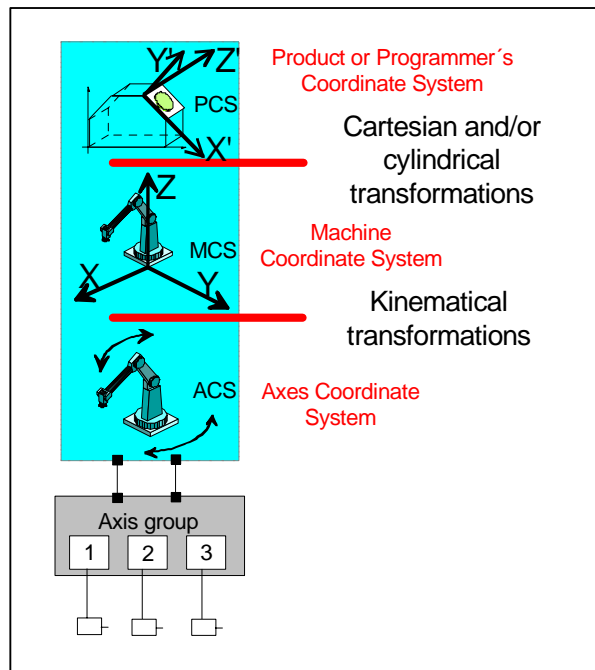 Y'
Z'
Product or Programmer´s
Coordinate System
PCS
X'
Cartesian and/or
cylindrical
transformations
Z
Machine
Coordinate System
MCS
X
Y
Kinematical
transformations
ACS
Axes Coordinate
System
Axis group
1 2 3